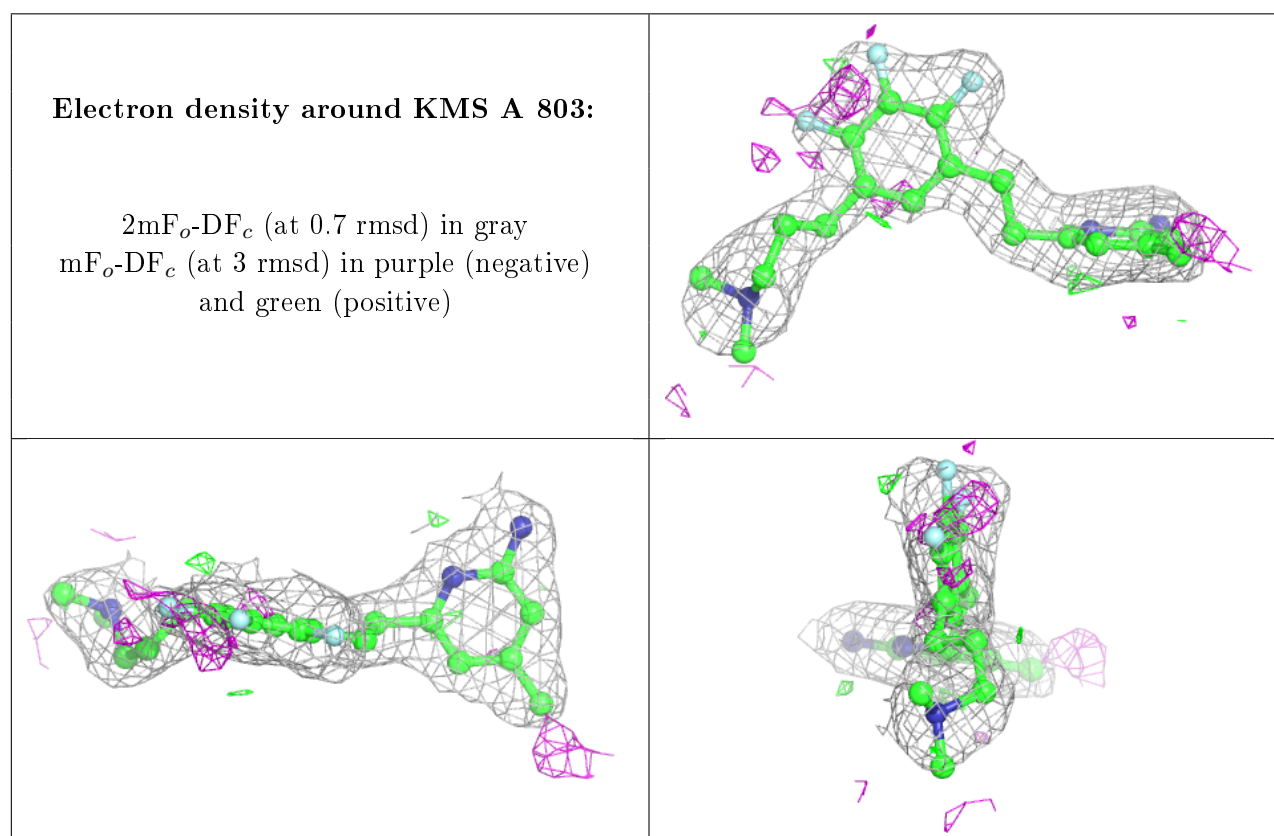 Electron density around KMS A 803:
2mFₒ-DF𝒸 (at 0.7 rmsd) in gray
mFₒ-DF𝒸 (at 3 rmsd) in purple (negative)
and green (positive)